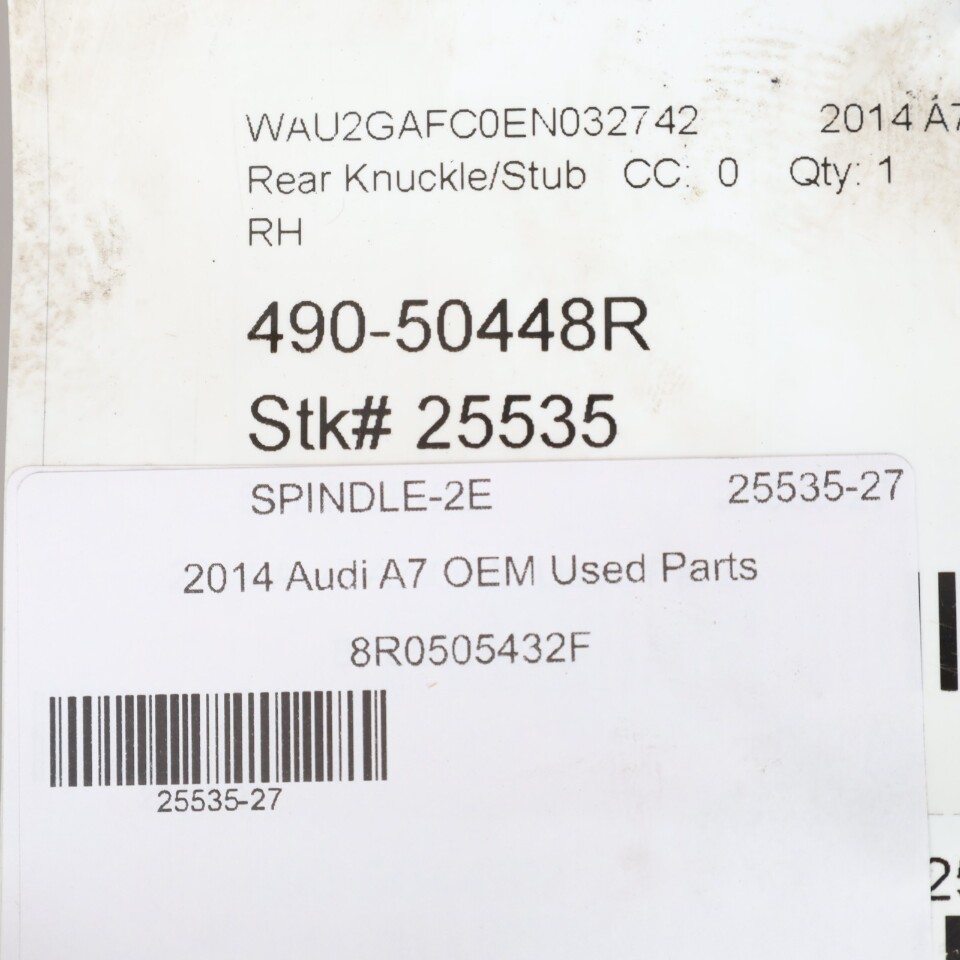 WAU2GAFC0EN032742 2014 A7
Rear Knuckle/Stub CC: 0 Qty: 1
RH
490-50448R
Stk# 25535
SPINDLE-2E 25535-27
2014 Audi A7 OEM Used Parts
8R0505432F
25535-27